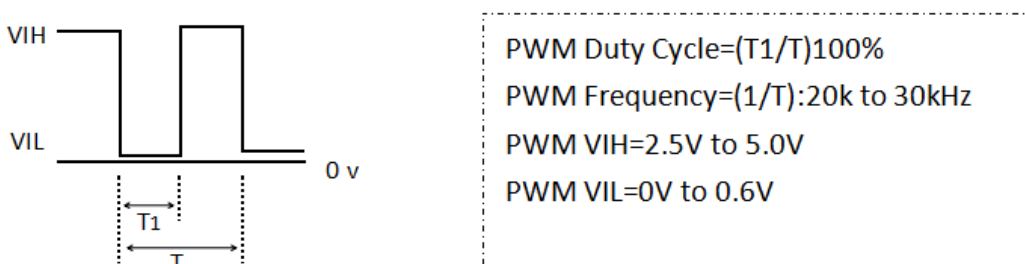 VIH
VIL
0 v
T1
T
PWM Duty Cycle=(T1/T)100%
PWM Frequency=(1/T):20k to 30kHz
PWM VIH=2.5V to 5.0V
PWM VIL=0V to 0.6V